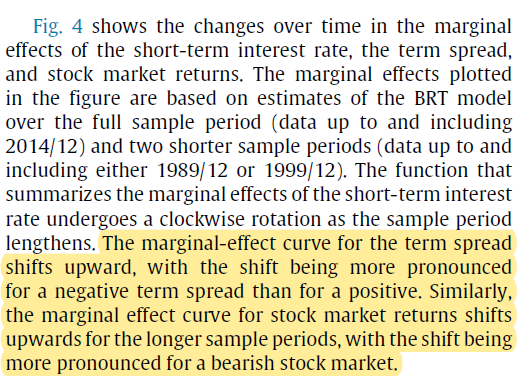 Fig. 4 shows the changes over time in the marginal
effects of the short-term interest rate, the term spread,
and stock market returns. The marginal effects plotted
in the figure are based on estimates of the BRT model
over the full sample period (data up to and including
2014/12) and two shorter sample periods (data up to and
including either 1989/12 or 1999/12). The function that
summarizes the marginal effects of the short-term interest
rate undergoes a clockwise rotation as the sample period
lengthens. The marginal-effect curve for the term spread
shifts upward, with the shift being more pronounced
for a negative term spread than for a positive. Similarly,
the marginal effect curve for stock market returns shifts
upwards for the longer sample periods, with the shift being
more pronounced for a bearish stock market.